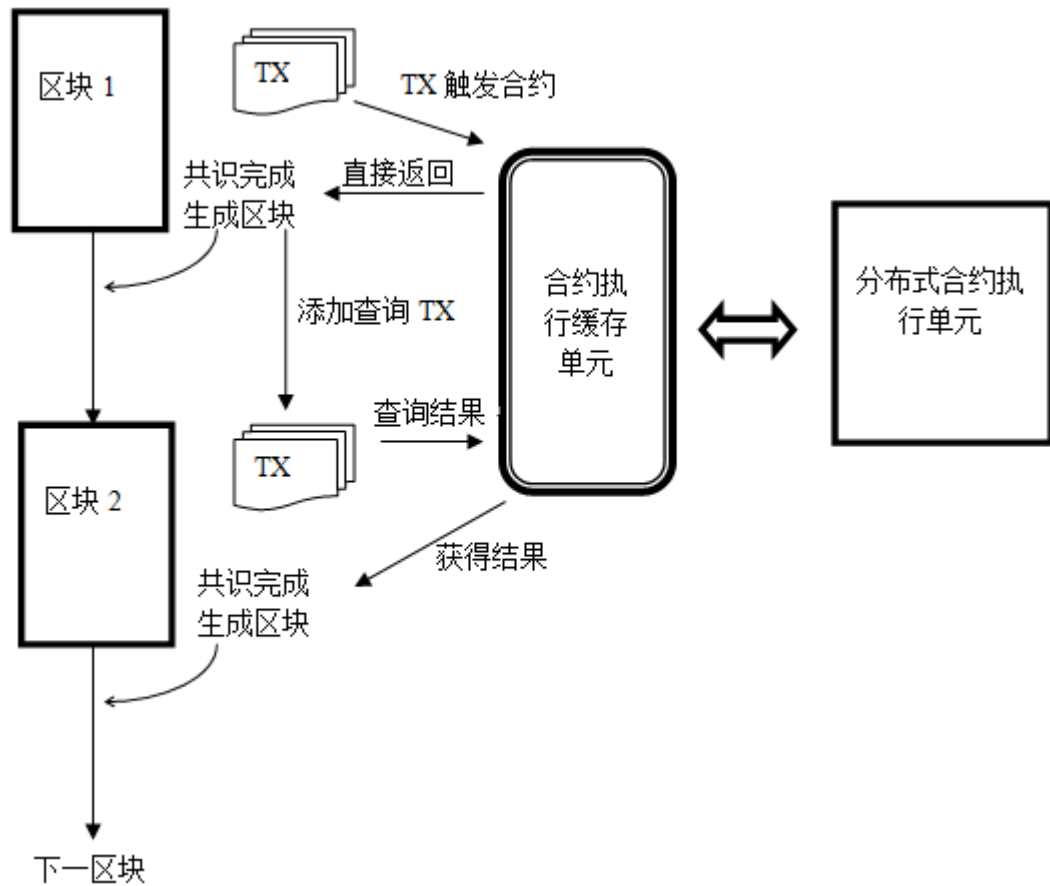 区块 1
TX
TX 触发合约
直接返回
共识完成
生成区块
合约执
行缓存
单元
分布式合约执
行单元
添加查询 TX
查询结果
TX
区块 2
获得结果
共识完成
生成区块
下一区块